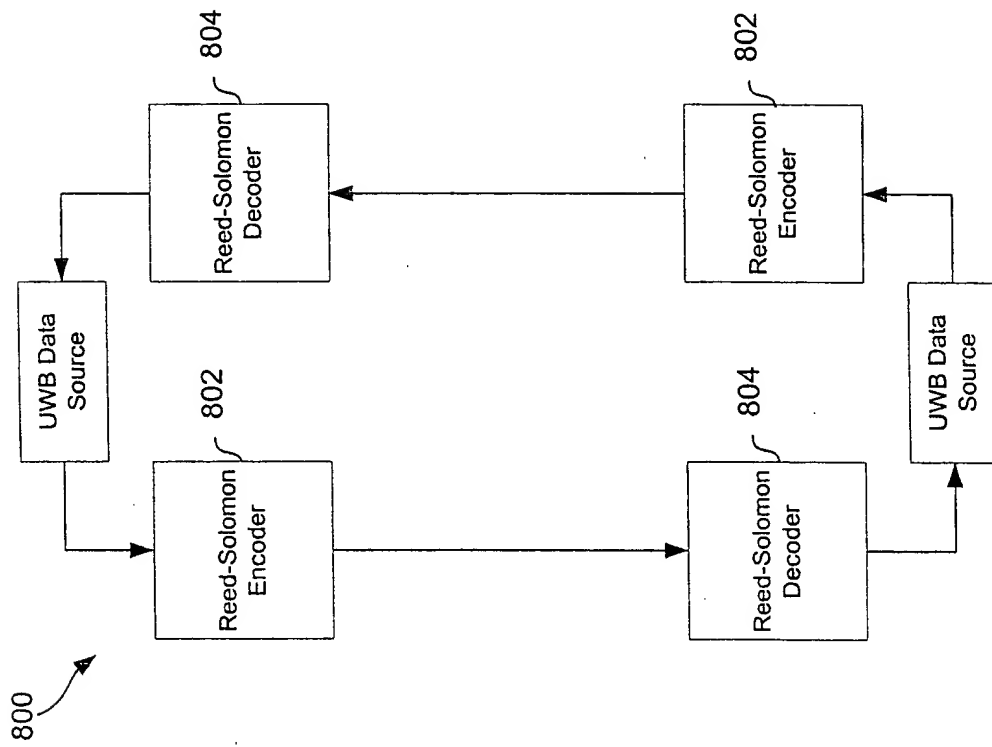 800
UWB Data
Source
802
Reed-Solomon
Encoder
804
Reed-Solomon
Decoder
804
Reed-Solomon
Decoder
802
Reed-Solomon
Encoder
UWB Data
Source